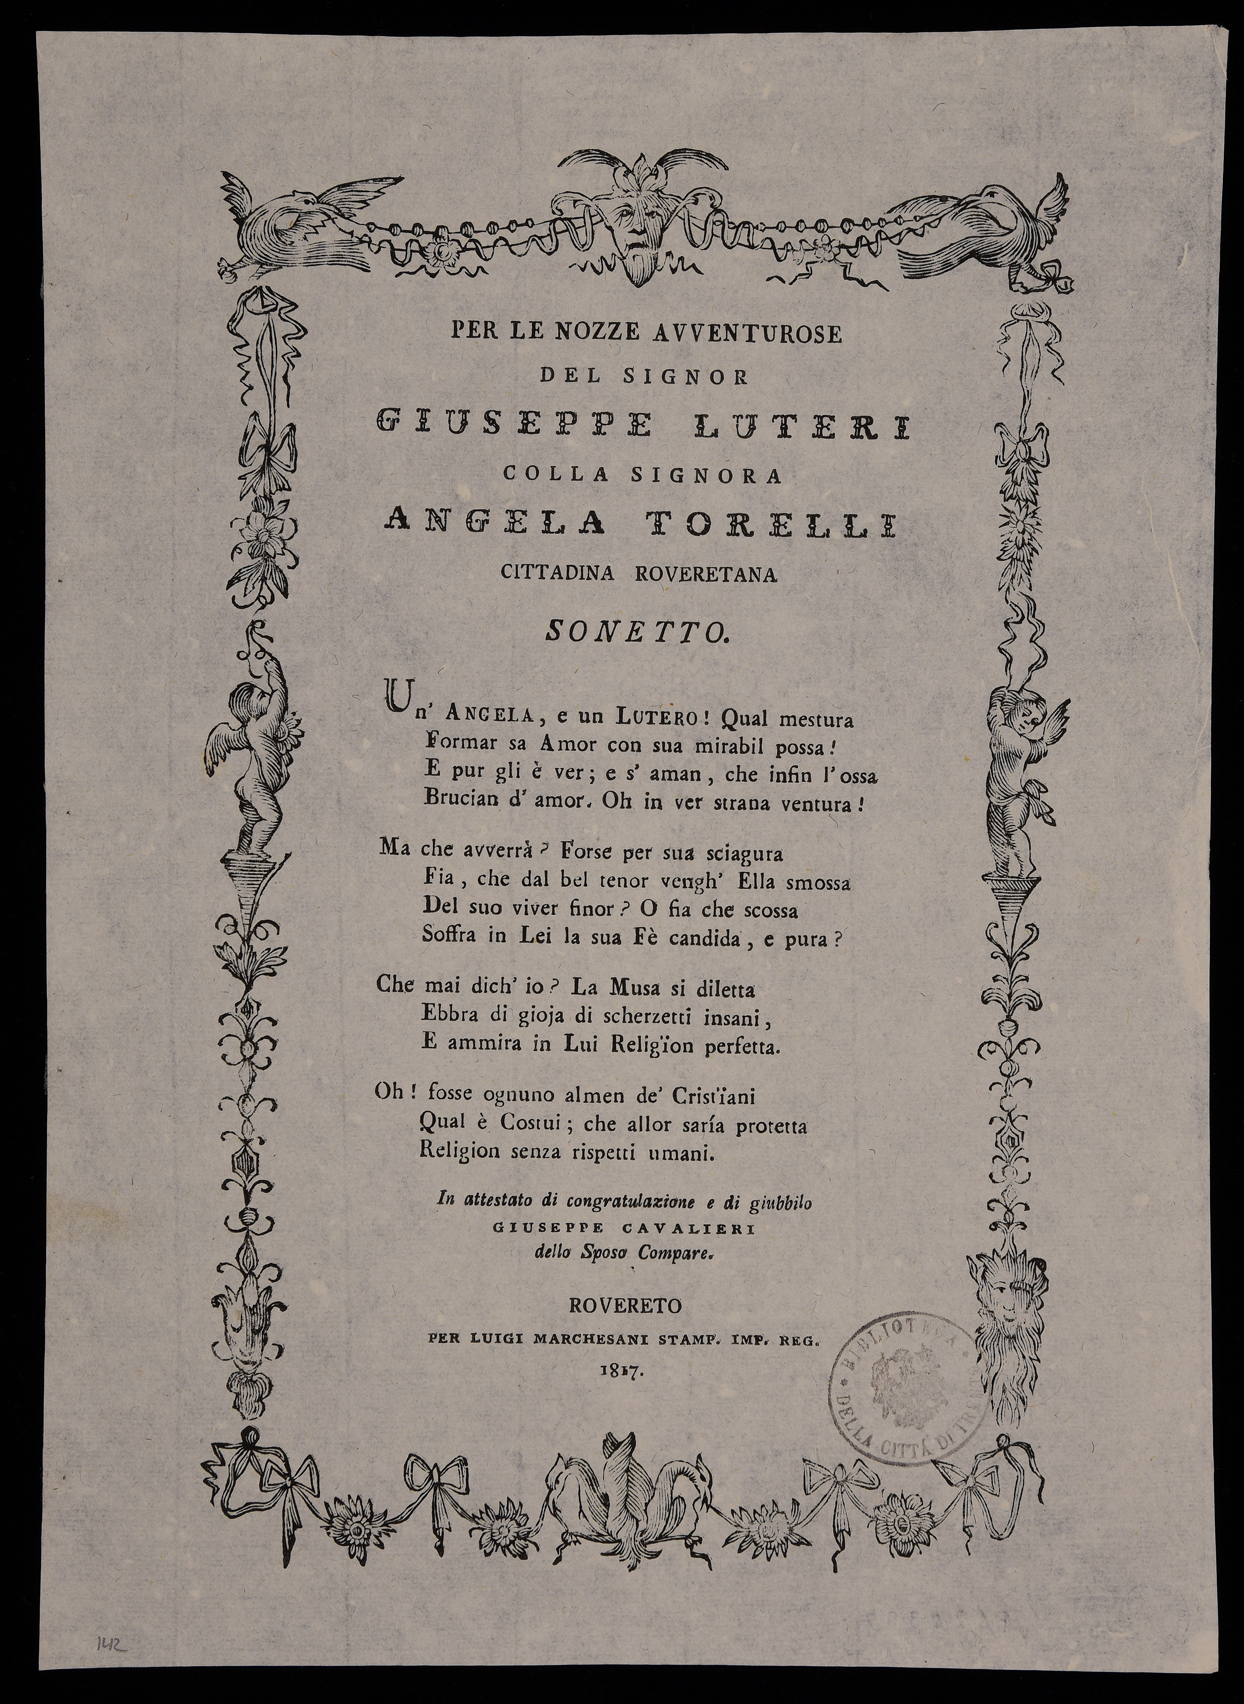 PER LE NOZZE AVVENTUROSE
DEL SIGNOR
GIUSEPPE LUTERI
COLLA SIGNORA
ANGELA TORELLI
CITTADINA ROVERETANA
SONETTO.
Un' ANGELA, e un LUTERO! Qual mestura
Formar sa Amor con sua mirabil possa!
E pur gli è ver; e s' aman, che infin l' ossa
Brucian d' amor. Oh in ver strana ventura!
Ma che avverrà? Forse per sua sciagura
Fia, che dal bel tenor vengh' Ella smossa
Del suo viver finor? O fia che scossa
Soffra in Lei la sua Fè candida, e pura?
Che mai dich' io? La Musa si diletta
Ebbra di gioja di scherzetti insani,
E ammira in Lui Religïon perfetta.
Oh! fosse ognuno almen de' Cristïani
Qual è Costui; che allor saría protetta
Religion senza rispetti umani.
In attestato di congratulazione e di giubbilo
GIUSEPPE CAVALIERI
dello Sposo Compare.
ROVERETO
PER LUIGI MARCHESANI STAMP. IMP. REG.
1817.
BIBLIOTECA
DELLA CITTÀ DI
142